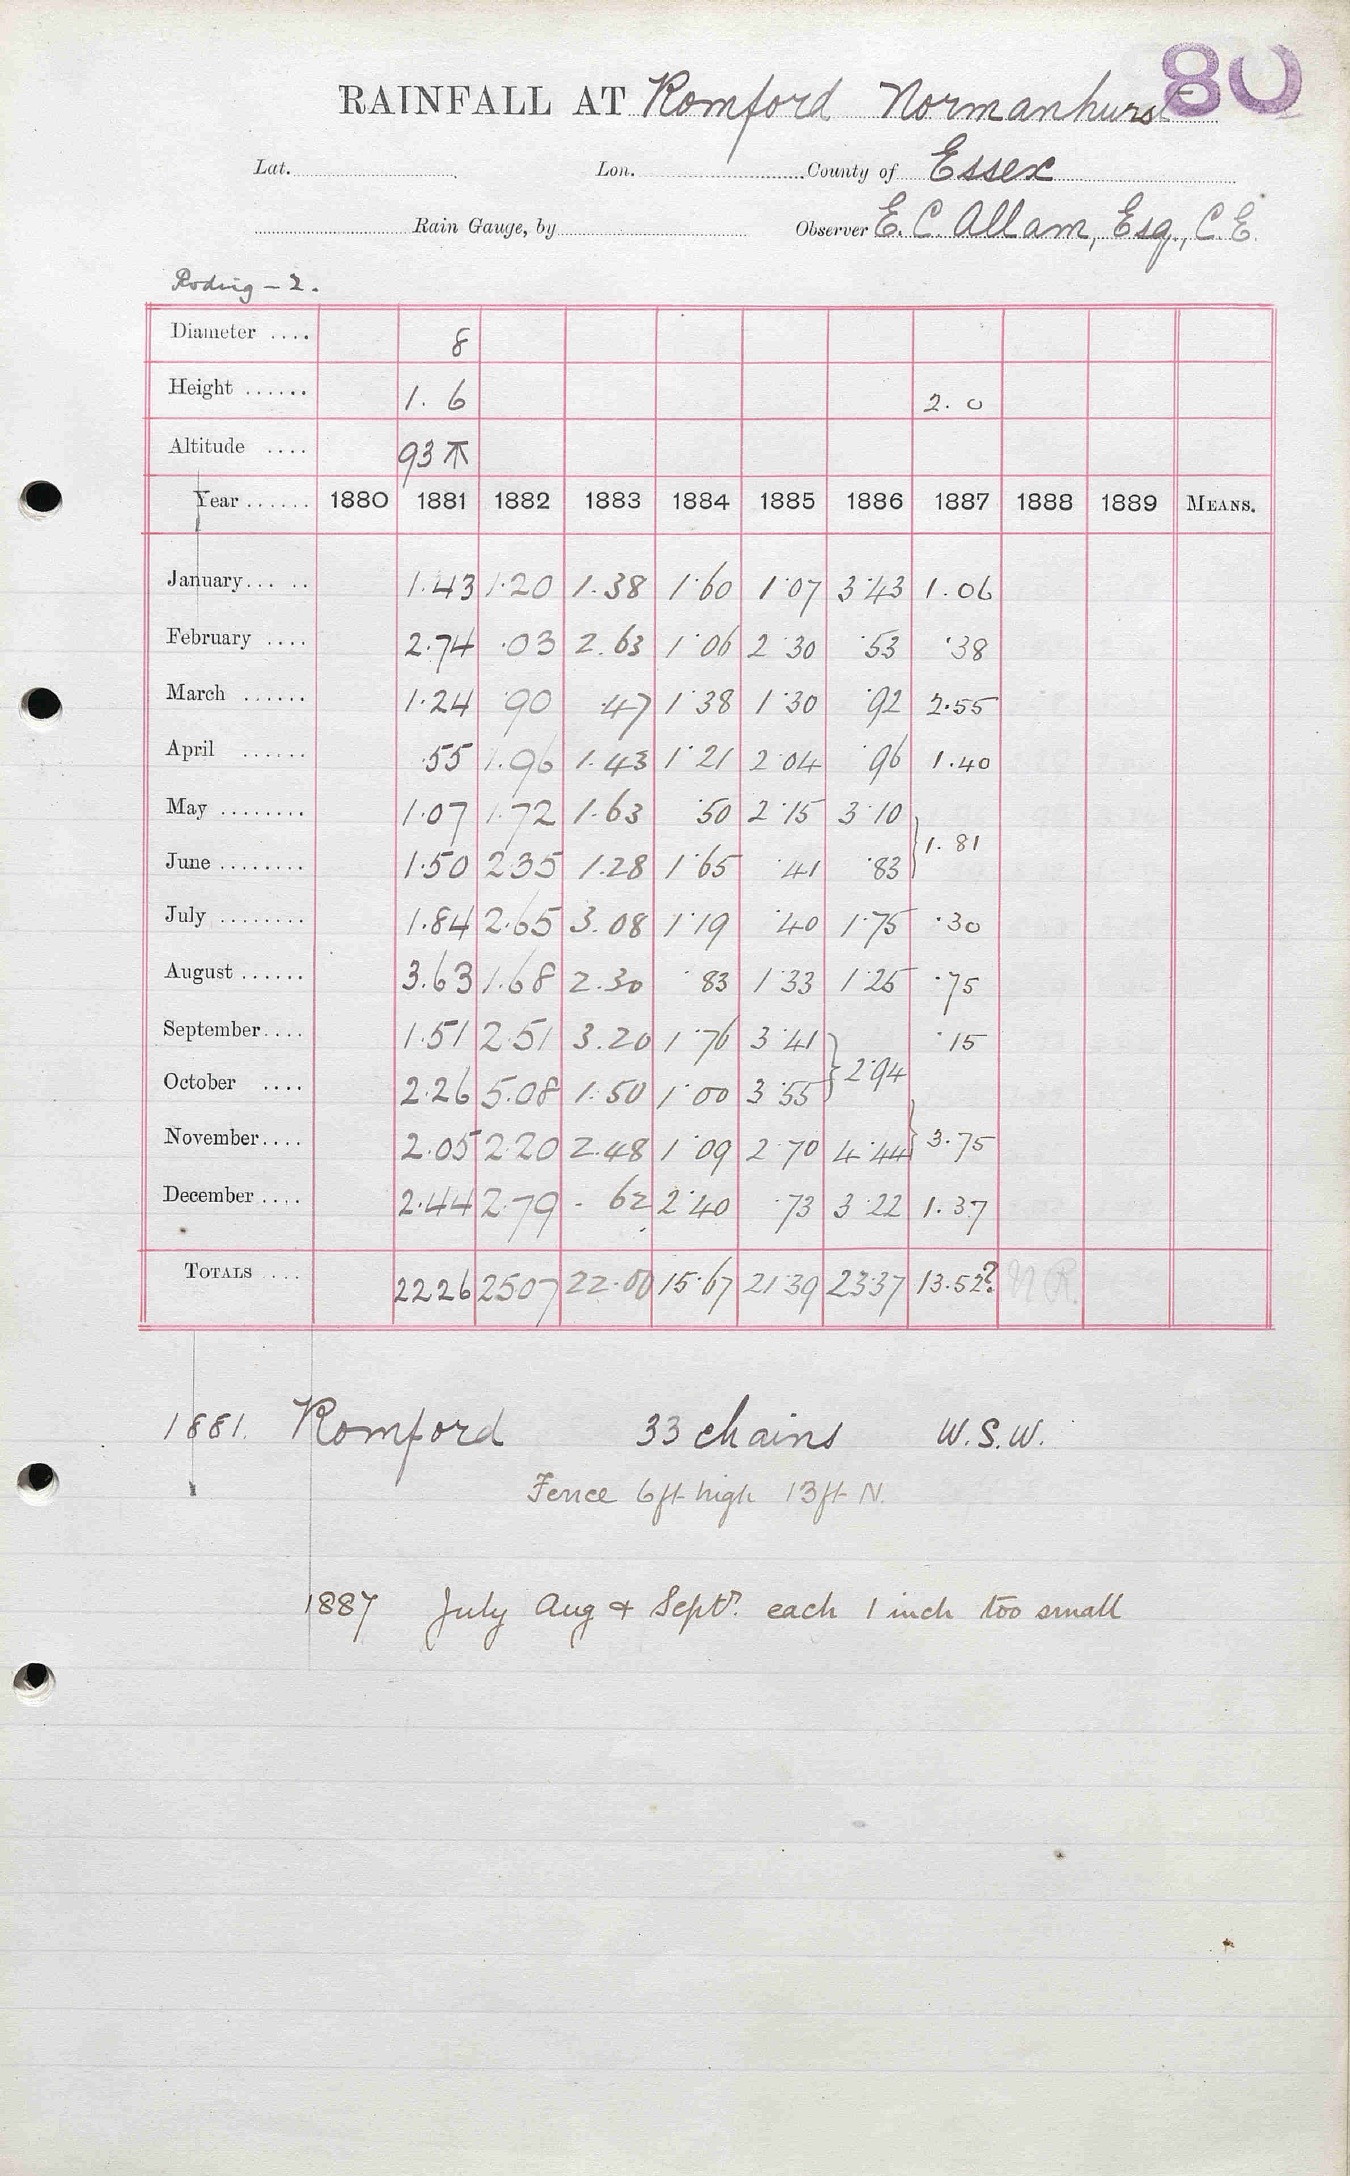 80
RAINFALL AT Romford Normanhurst
Lat. Lon. County of Essex
Rain Gauge, by Observer E. C. Allam, Esq., C.E.
Roding - 2.
Diameter .... 8
Height ...... 1. 6 2. 0
Altitude .... 93
Year ...... 1880 1881 1882 1883 1884 1885 1886 1887 1888 1889 MEANS.
January ... .. 1.43 1.20 1.38 1.60 1.07 3.43 1.06
February .... 2.74 .03 2.63 1.06 2.30 .53 .38
March ...... 1.24 .90 .47 1.38 1.30 .92 2.55
April ...... .55 1.96 1.43 1.21 2.04 .96 1.40
May ........ 1.07 1.72 1.63 .50 2.15 3.10
June ........ 1.50 2.35 1.28 1.65 .41 .83 } 1.81
July ........ 1.84 2.65 3.08 1.19 .40 1.75 .30
August ...... 3.63 1.68 2.30 .83 1.33 1.25 .75
September .... 1.51 2.51 3.20 1.76 3.41 .15
October .... 2.26 5.08 1.50 1.00 3.55 } 2.94
November .... 2.05 2.20 2.48 1.09 2.70 4.44 } 3.75
December .... 2.44 2.79 .62 2.40 .73 3.22 1.37
TOTALS .... 22.26 25.07 22.00 15.67 21.39 23.37 13.52? N R.
1881. Romford 33 chains W.S.W.
Fence 6ft high 13ft N.
1887 July Aug & Sept. each 1 inch too small